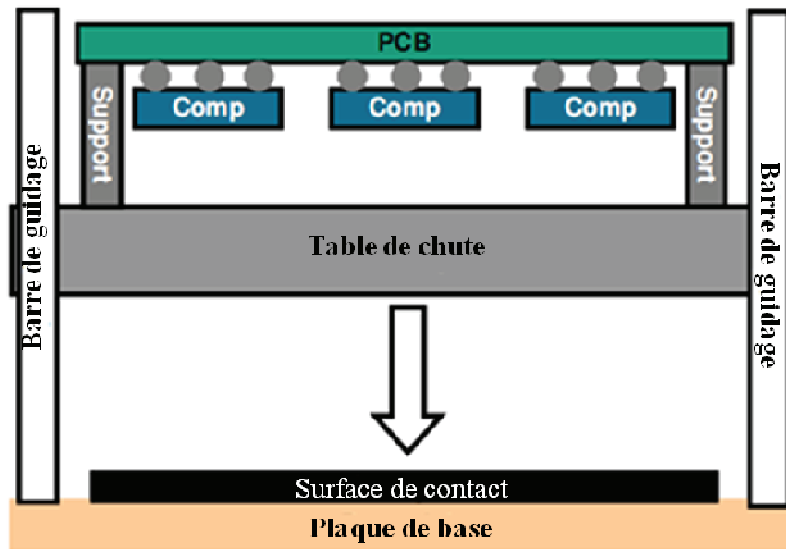 PCB
Comp
Comp
Comp
Support
Support
Barre de guidage
Barre de guidage
Table de chute
Surface de contact
Plaque de base